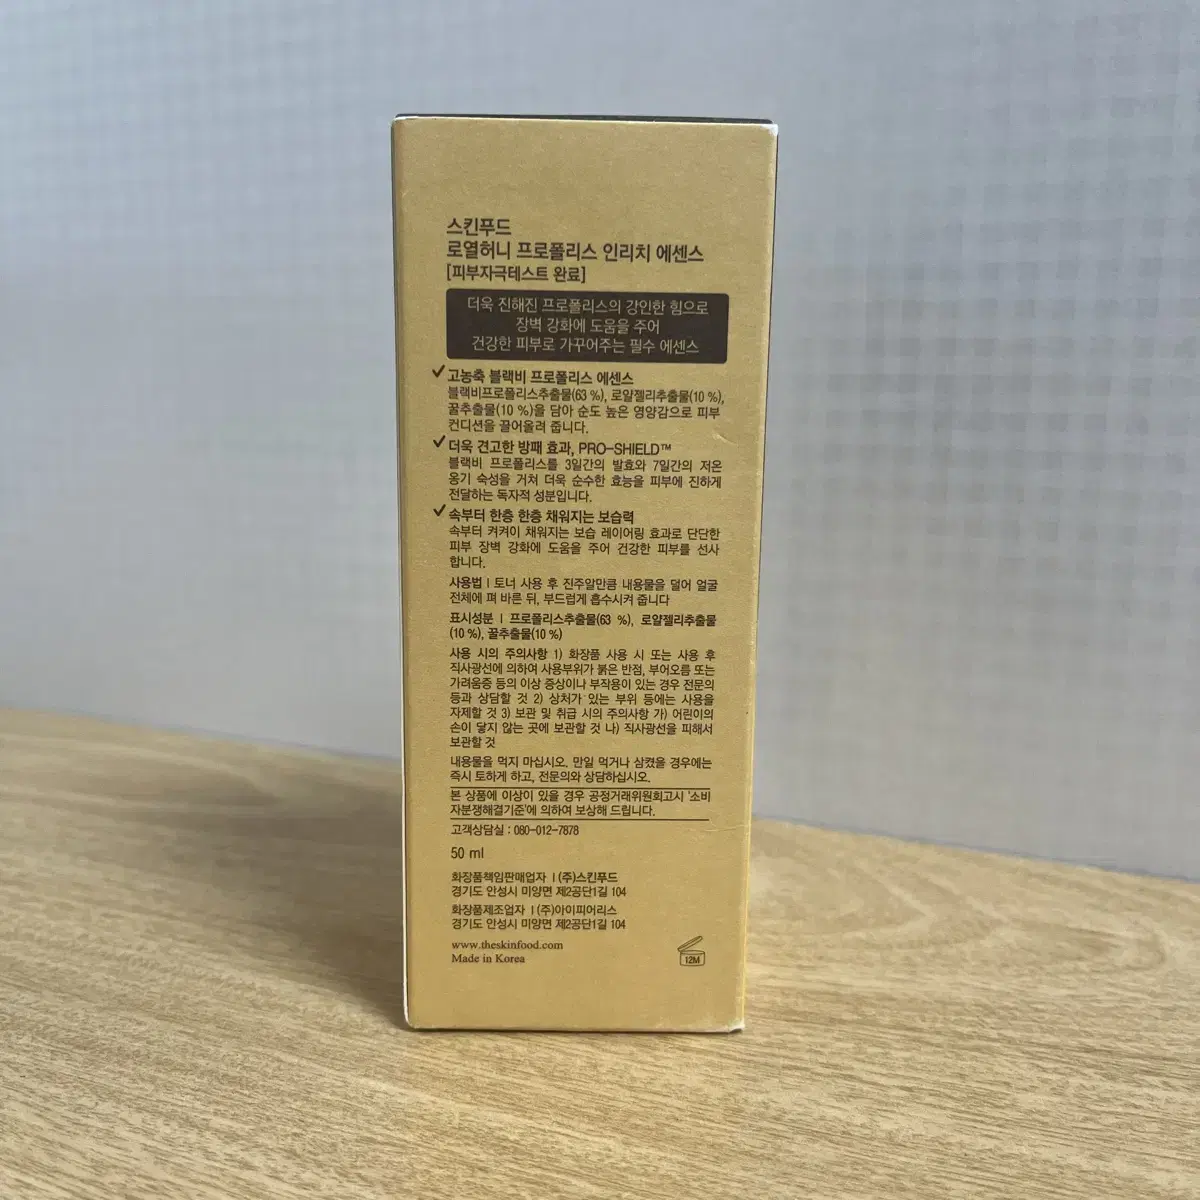 스킨푸드
로열허니 프로폴리스 인리치 에센스
[피부자극테스트 완료]
더욱 진해진 프로폴리스의 강인한 힘으로
장벽 강화에 도움을 주어
건강한 피부로 가꾸어주는 필수 에센스
고농축 블랙비 프로폴리스 에센스
블랙비프로폴리스추출물(63 %), 로얄젤리추출물(10 %),
꿀추출물(10 %)을 담아 순도 높은 영양감으로 피부
컨디션을 끌어올려 줍니다.
더욱 견고한 방패 효과, PRO-SHIELD™
블랙비 프로폴리스를 3일간의 발효와 7일간의 저온
옹기 숙성을 거쳐 더욱 순수한 효능을 피부에 진하게
전달하는 독자적 성분입니다.
속부터 한층 한층 채워지는 보습력
속부터 켜켜이 채워지는 보습 레이어링 효과로 단단한
피부 장벽 강화에 도움을 주어 건강한 피부를 선사
합니다.
사용법 | 토너 사용 후 진주알만큼 내용물을 덜어 얼굴
전체에 펴 바른 뒤, 부드럽게 흡수시켜 줍니다
표시성분 | 프로폴리스추출물(63 %), 로얄젤리추출물
(10 %), 꿀추출물(10 %)
사용 시의 주의사항 1) 화장품 사용 시 또는 사용 후
직사광선에 의하여 사용부위가 붉은 반점, 부어오름 또는
가려움증 등의 이상 증상이나 부작용이 있는 경우 전문의
등과 상담할 것 2) 상처가 있는 부위 등에는 사용을
자제할 것 3) 보관 및 취급 시의 주의사항 가) 어린이의
손이 닿지 않는 곳에 보관할 것 나) 직사광선을 피해서
보관할 것
내용물을 먹지 마십시오. 만일 먹거나 삼켰을 경우에는
즉시 토하게 하고, 전문의와 상담하십시오.
본 상품에 이상이 있을 경우 공정거래위원회고시 '소비
자분쟁해결기준'에 의하여 보상해 드립니다.
고객상담실 : 080-012-7878
50 ml
화장품책임판매업자 | (주)스킨푸드
경기도 안성시 미양면 제2공단1길 104
화장품제조업자 | (주)아이피어리스
경기도 안성시 미양면 제2공단1길 104
www.theskinfood.com
Made in Korea
12M